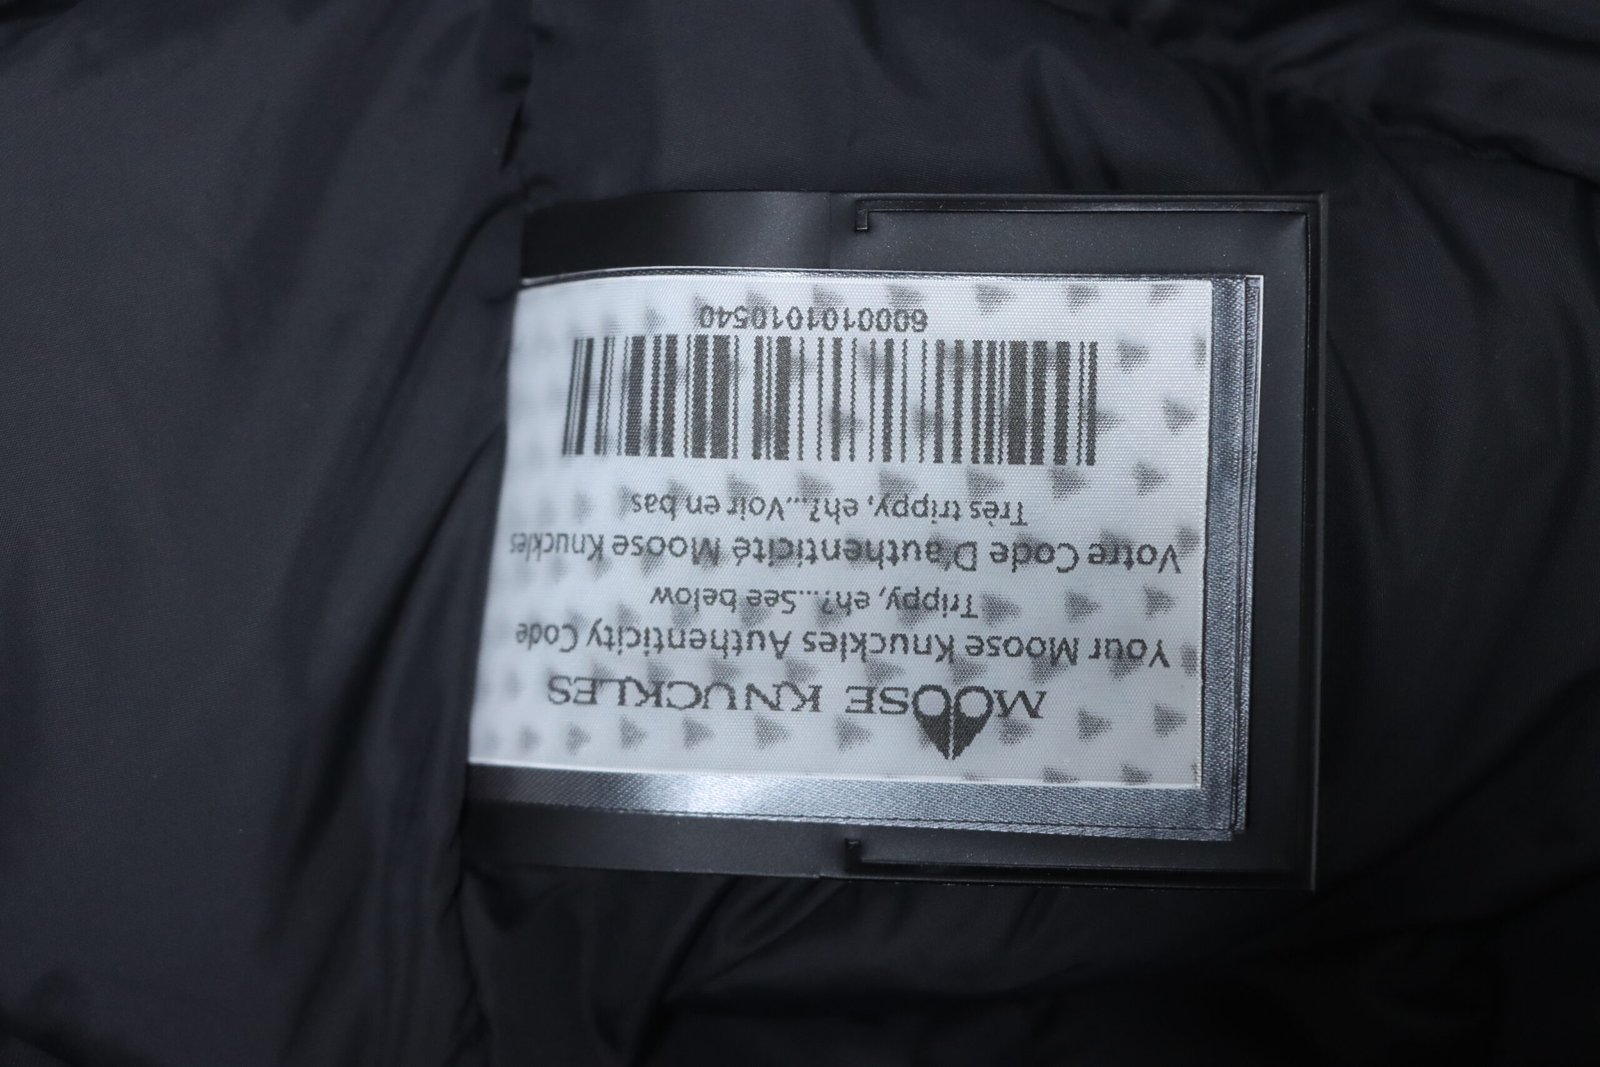 MOOSE KNUCKLES
Your Moose Knuckles Authenticity Code
Trippy, eh?...See below
Votre Code D'authenticité Moose Knuckles
Très trippy, eh?...Voir en bas
6000101010540